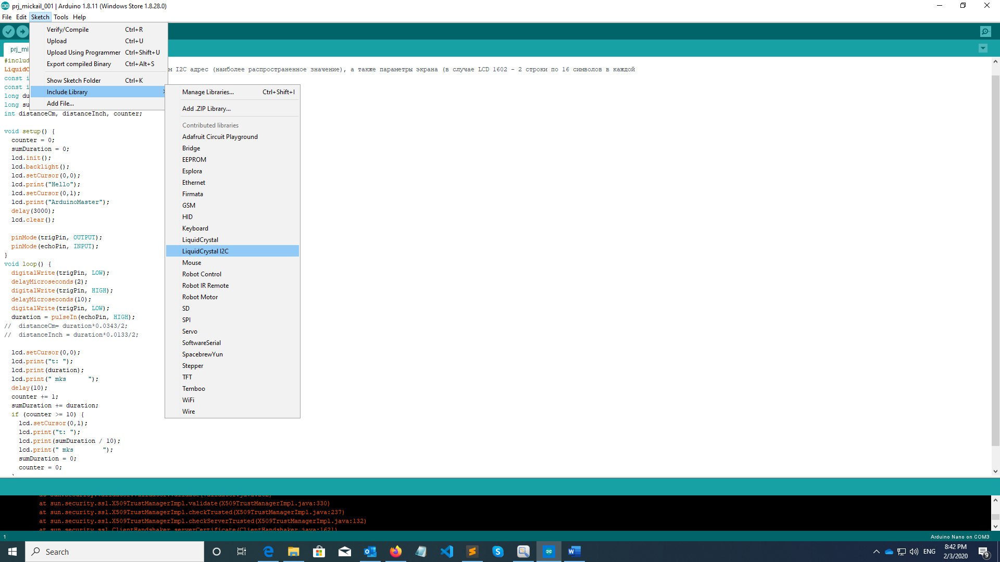 prj_mickail_001 | Arduino 1.8.11 (Windows Store 1.8.28.0)
File Edit Sketch Tools Help
Verify/Compile Ctrl+R
Upload Ctrl+U
Upload Using Programmer Ctrl+Shift+U
Export compiled Binary Ctrl+Alt+S
Show Sketch Folder Ctrl+K
Include Library
Add File...
Manage Libraries... Ctrl+Shift+I
Add .ZIP Library...
Contributed libraries
Adafruit Circuit Playground
Bridge
EEPROM
Esplora
Ethernet
Firmata
GSM
HID
Keyboard
LiquidCrystal
LiquidCrystal I2C
Mouse
Robot Control
Robot IR Remote
Robot Motor
SD
SPI
Servo
SoftwareSerial
SpacebrewYun
Stepper
TFT
Temboo
WiFi
Wire
prj_mi
#includ
LiquidC м I2C адрес (наиболее распространенное значение), а также параметры экрана (в случае LCD 1602 - 2 строки по 16 символов в каждой
const i
const i
long du
long su
int distanceCm, distanceInch, counter;
void setup() {
counter = 0;
sumDuration = 0;
lcd.init();
lcd.backlight();
lcd.setCursor(0,0);
lcd.print("Hello");
lcd.setCursor(0,1);
lcd.print("ArduinoMaster");
delay(3000);
lcd.clear();
pinMode(trigPin, OUTPUT);
pinMode(echoPin, INPUT);
}
void loop() {
digitalWrite(trigPin, LOW);
delayMicroseconds(2);
digitalWrite(trigPin, HIGH);
delayMicroseconds(10);
digitalWrite(trigPin, LOW);
duration = pulseIn(echoPin, HIGH);
// distanceCm= duration*0.0343/2;
// distanceInch = duration*0.0133/2;
lcd.setCursor(0,0);
lcd.print("t: ");
lcd.print(duration);
lcd.print(" mks      ");
delay(10);
counter += 1;
sumDuration += duration;
if (counter >= 10) {
lcd.setCursor(0,1);
lcd.print("t: ");
lcd.print(sumDuration / 10);
lcd.print(" mks        ");
sumDuration = 0;
counter = 0;
at sun.security.validator.Validator.validate(Validator.java:262)
at sun.security.ssl.X509TrustManagerImpl.validate(X509TrustManagerImpl.java:330)
at sun.security.ssl.X509TrustManagerImpl.checkTrusted(X509TrustManagerImpl.java:237)
at sun.security.ssl.X509TrustManagerImpl.checkServerTrusted(X509TrustManagerImpl.java:132)
at sun.security.ssl.ClientHandshaker.serverCertificate(ClientHandshaker.java:1621)
1 Arduino Nano on COM3
Search
ENG
8:42 PM
2/3/2020
9